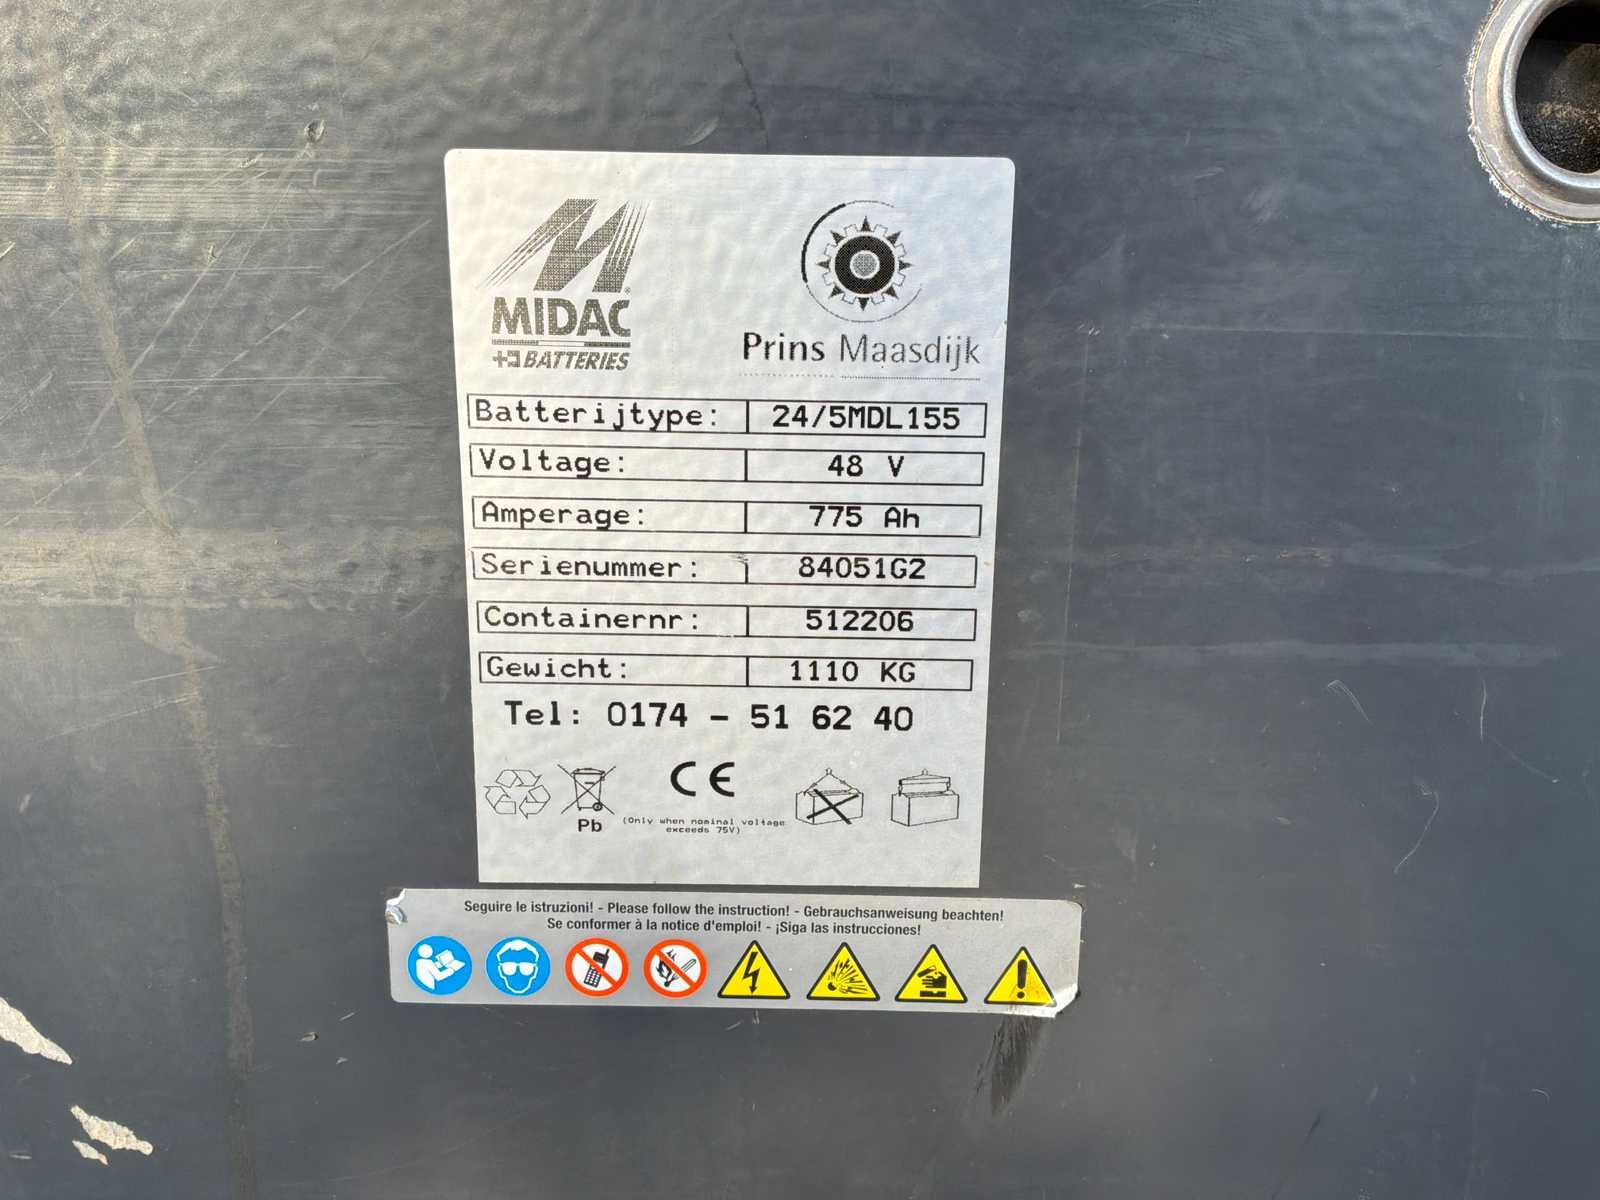 MIDAC
BATTERIES
Prins Maasdijk
Batterijtype: 24/5MDL155
Voltage: 48 V
Amperage: 775 Ah
Serienummer: 84051G2
Containernr: 512206
Gewicht: 1110 KG
Tel: 0174 - 51 62 40
CE
Pb
(Only when nominal voltage
exceeds 75V)
Seguire le istruzioni! - Please follow the instruction! - Gebrauchsanweisung beachten!
Se conformer à la notice d'emploi! - ¡Siga las instrucciones!